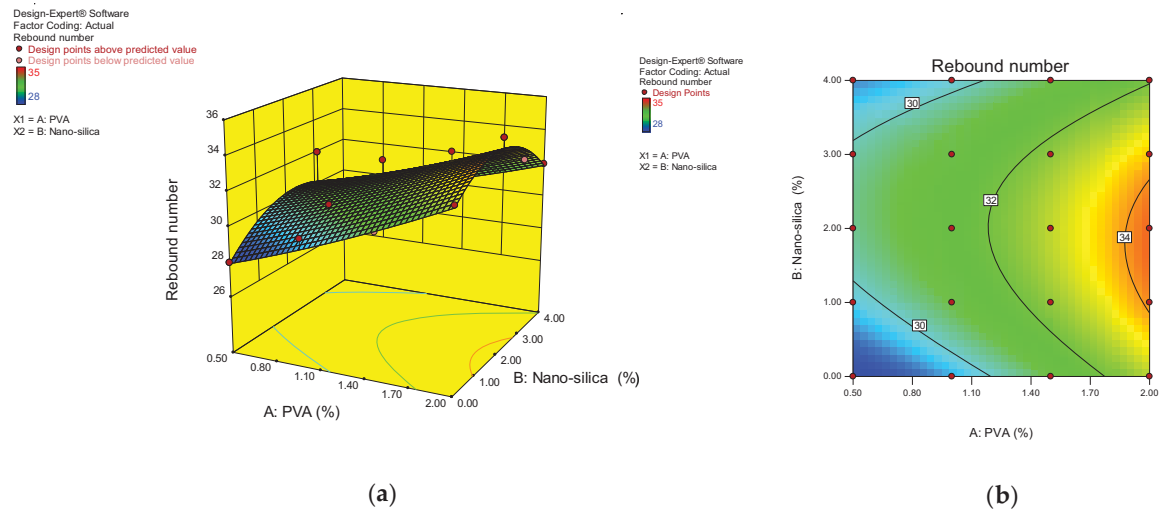 Design-Expert® Software
Factor Coding: Actual
Rebound number
Design points above predicted value
Design points below predicted value
35
28
X1 = A: PVA
X2 = B: Nano-silica
36
34
32
30
28
26
Rebound number
0.50
0.80
1.10
1.40
1.70
2.00
A: PVA (%)
0.00
1.00
2.00
3.00
4.00
B: Nano-silica (%)
(a)
Design-Expert® Software
Factor Coding: Actual
Rebound number
Design Points
35
28
X1 = A: PVA
X2 = B: Nano-silica
Rebound number
4.00
3.00
2.00
1.00
0.00
B: Nano-silica (%)
30
32
34
30
0.50
0.80
1.10
1.40
1.70
2.00
A: PVA (%)
(b)